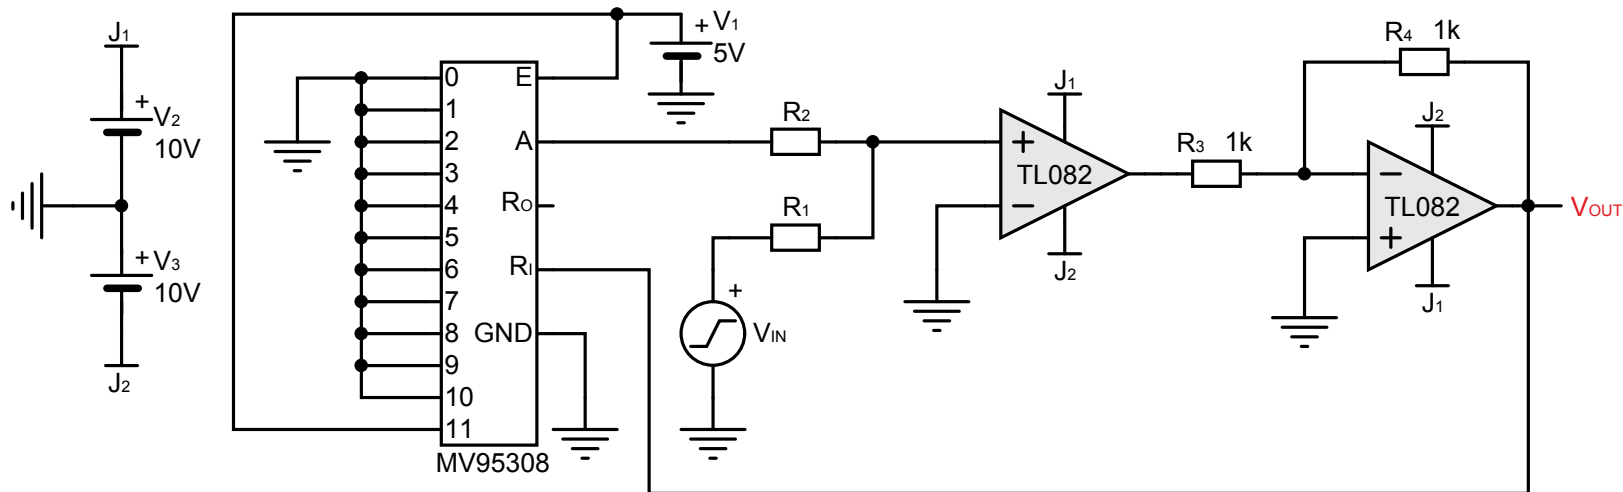 J1
+ V2
10V
+ V3
10V
J2
+ V1
5V
0
1
2
3
4
5
6
7
8
9
10
11
E
A
RO
RI
GND
MV95308
R2
R1
+
VIN
J1
+
TL082
−
J2
R3 1k
R4 1k
J2
−
TL082
+
J1
VOUT